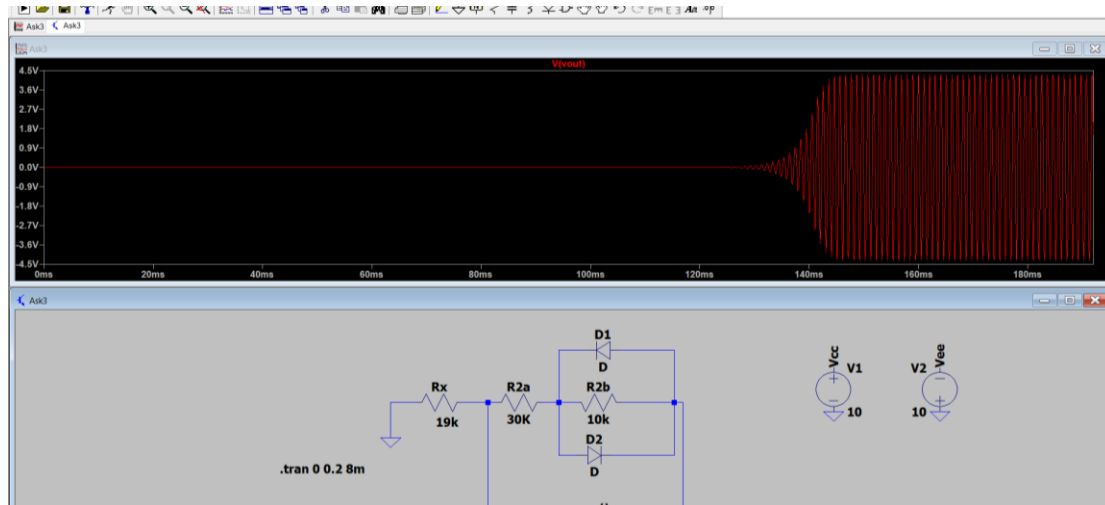 Ask3 Ask3
Ask3
V(vout)
4.5V
3.6V
2.7V
1.8V
0.9V
0.0V
-0.9V
-1.8V
-2.7V
-3.6V
-4.5V
0ms 20ms 40ms 60ms 80ms 100ms 120ms 140ms 160ms 180ms
Ask3
D1
D
Rx R2a R2b
19k 30K 10k
D2
D
.tran 0 0.2 8m
Vcc Vee
V1 V2
10 10